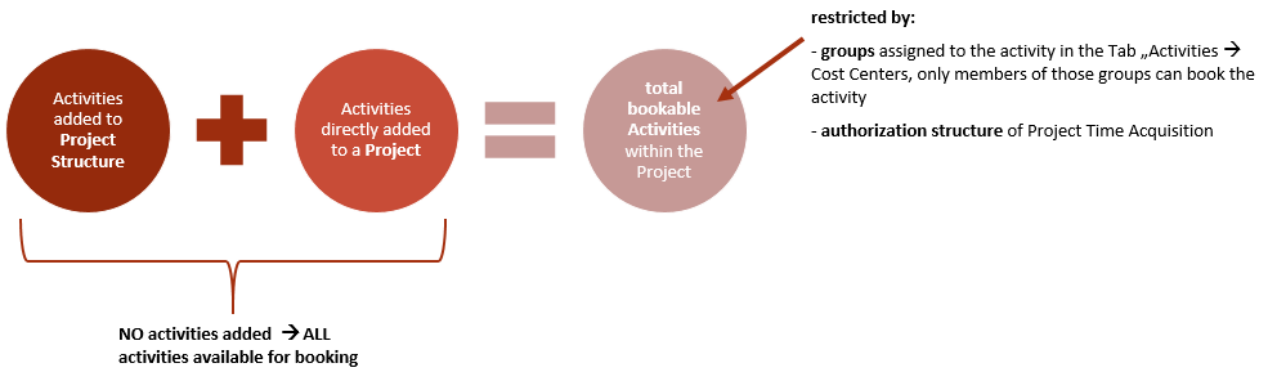 Activities
added to
Project
Structure
Activities
directly added
to a Project
total
bookable
Activities
within the
Project
restricted by:
- groups assigned to the activity in the Tab „Activities →
Cost Centers, only members of those groups can book the
activity
- authorization structure of Project Time Acquisition
NO activities added → ALL
activities available for booking